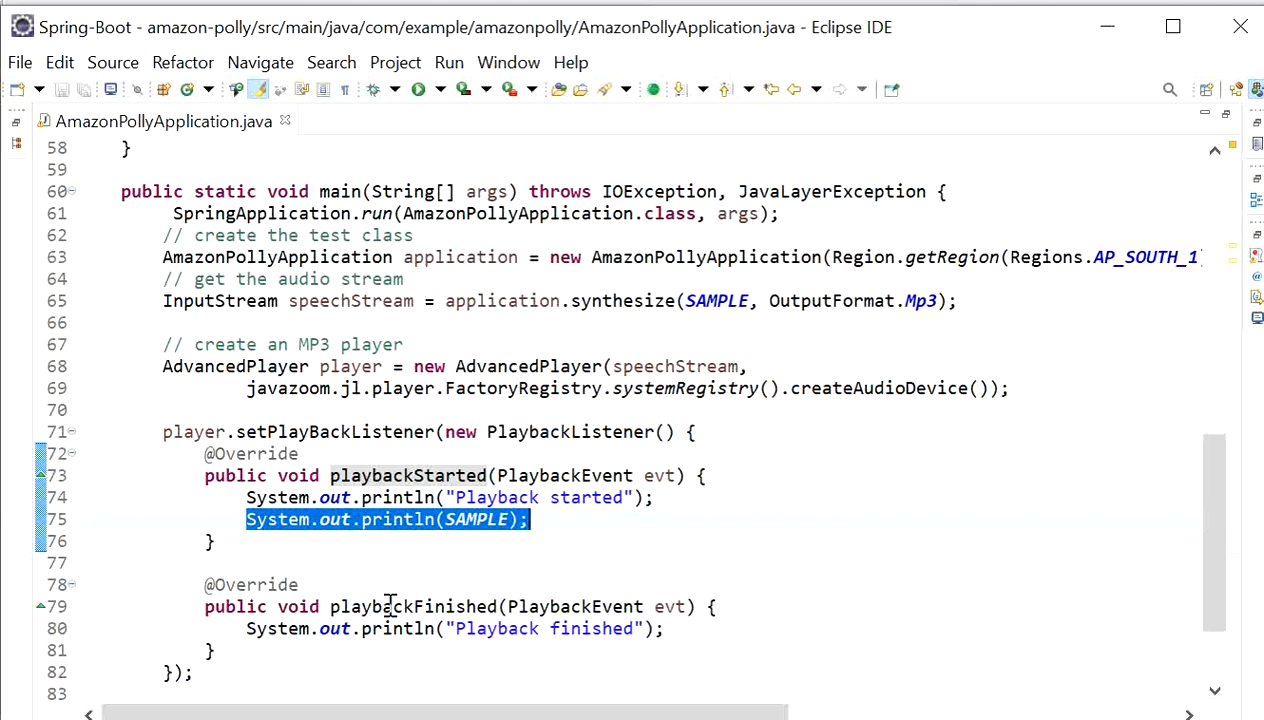 Spring-Boot - amazon-polly/src/main/java/com/example/amazonpolly/AmazonPollyApplication.java - Eclipse IDE
File Edit Source Refactor Navigate Search Project Run Window Help
AmazonPollyApplication.java
58 }
59
60 public static void main(String[] args) throws IOException, JavaLayerException {
61 SpringApplication.run(AmazonPollyApplication.class, args);
62 // create the test class
63 AmazonPollyApplication application = new AmazonPollyApplication(Region.getRegion(Regions.AP_SOUTH_1)
64 // get the audio stream
65 InputStream speechStream = application.synthesize(SAMPLE, OutputFormat.Mp3);
66
67 // create an MP3 player
68 AdvancedPlayer player = new AdvancedPlayer(speechStream,
69 javazoom.jl.player.FactoryRegistry.systemRegistry().createAudioDevice());
70
71 player.setPlayBackListener(new PlaybackListener() {
72 @Override
73 public void playbackStarted(PlaybackEvent evt) {
74 System.out.println("Playback started");
75 System.out.println(SAMPLE);
76 }
77
78 @Override
79 public void playbackFinished(PlaybackEvent evt) {
80 System.out.println("Playback finished");
81 }
82 });
83